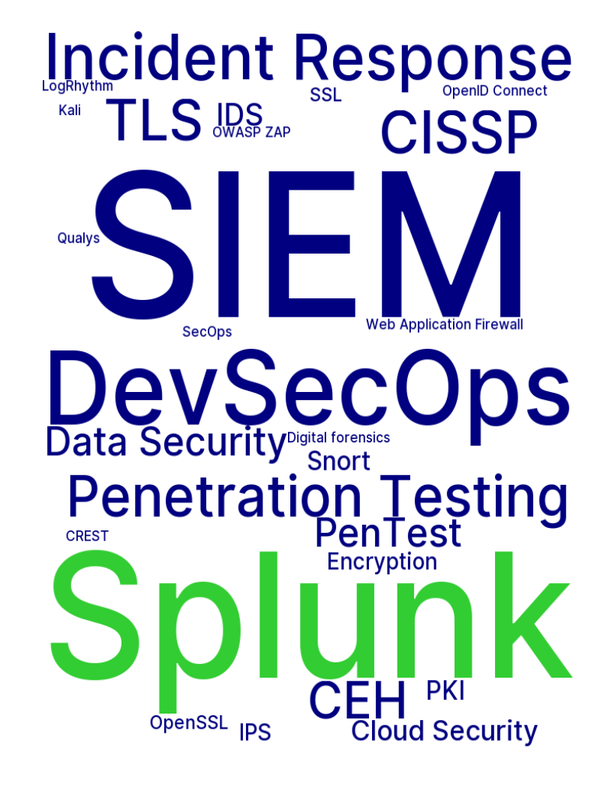 Incident Response
LogRhythm
SSL
OpenID Connect
Kali
TLS
IDS
OWASP ZAP
CISSP
SIEM
Qualys
SecOps
Web Application Firewall
DevSecOps
Data Security
Digital forensics
Snort
Penetration Testing
PenTest
CREST
Encryption
Splunk
CEH
PKI
OpenSSL
IPS
Cloud Security